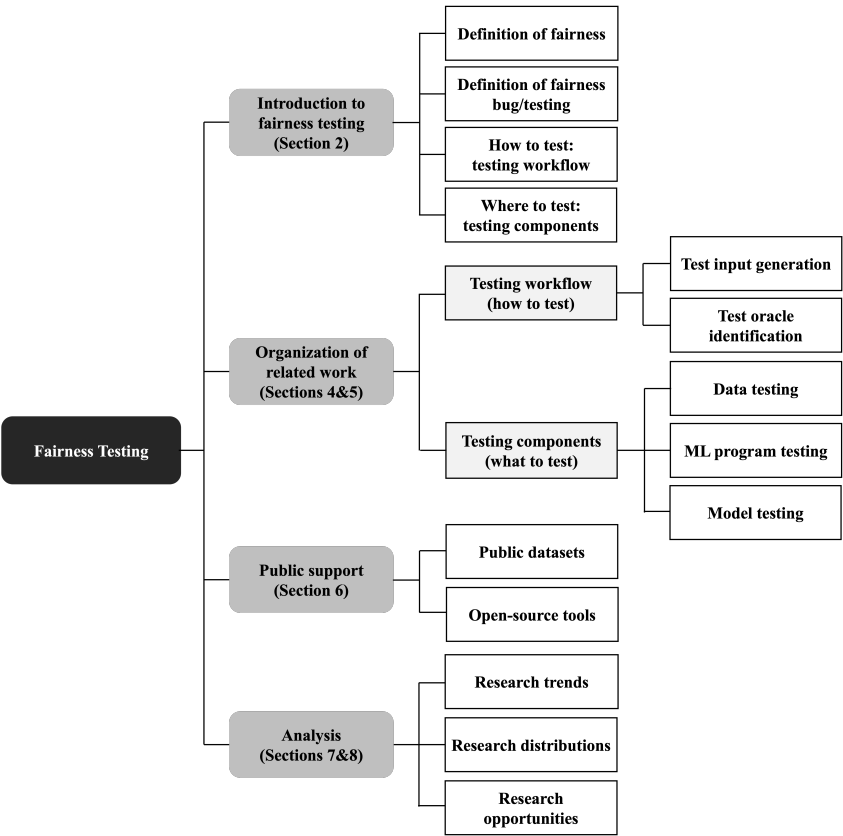 Fairness Testing
Introduction to
fairness testing
(Section 2)
Definition of fairness
Definition of fairness
bug/testing
How to test:
testing workflow
Where to test:
testing components
Organization of
related work
(Sections 4&5)
Testing workflow
(how to test)
Test input generation
Test oracle
identification
Testing components
(what to test)
Data testing
ML program testing
Model testing
Public support
(Section 6)
Public datasets
Open-source tools
Analysis
(Sections 7&8)
Research trends
Research distributions
Research
opportunities